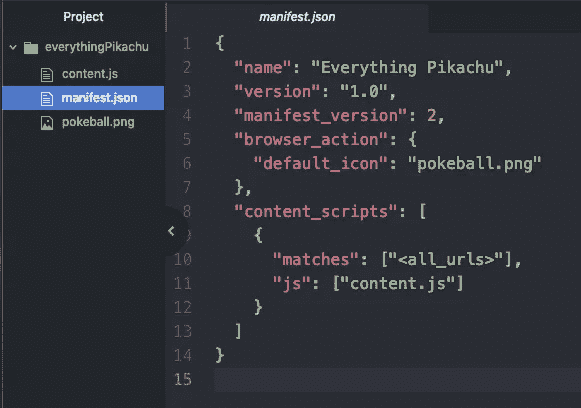 Project
everythingPikachu
content.js
manifest.json
pokeball.png
manifest.json
1 {
2   "name": "Everything Pikachu",
3   "version": "1.0",
4   "manifest_version": 2,
5   "browser_action": {
6     "default_icon": "pokeball.png"
7   },
8   "content_scripts": [
9     {
10       "matches": ["<all_urls>"],
11       "js": ["content.js"]
12     }
13   ]
14 }
15